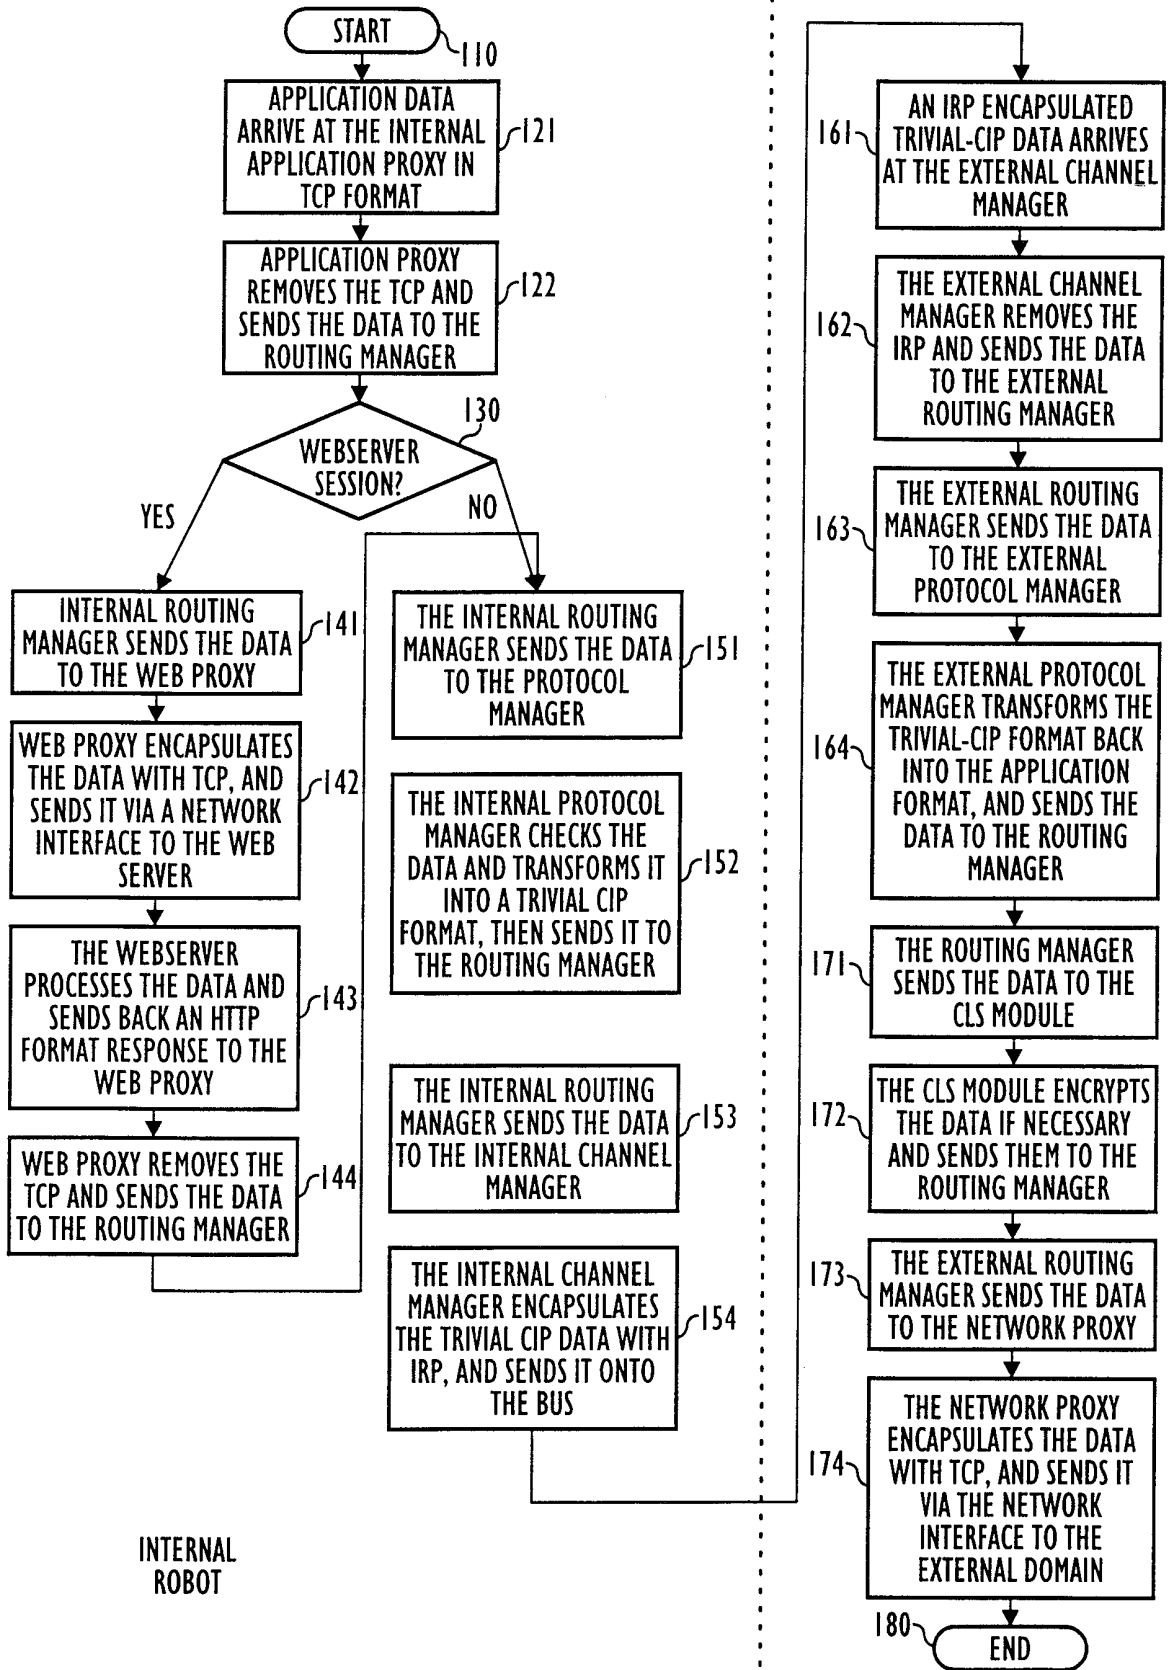 START
110
APPLICATION DATA
ARRIVE AT THE INTERNAL
APPLICATION PROXY IN
TCP FORMAT
121
APPLICATION PROXY
REMOVES THE TCP AND
SENDS THE DATA TO THE
ROUTING MANAGER
122
130
WEBSERVER
SESSION?
YES
NO
INTERNAL ROUTING
MANAGER SENDS THE DATA
TO THE WEB PROXY
141
WEB PROXY ENCAPSULATES
THE DATA WITH TCP, AND
SENDS IT VIA A NETWORK
INTERFACE TO THE WEB
SERVER
142
THE WEBSERVER
PROCESSES THE DATA AND
SENDS BACK AN HTTP
FORMAT RESPONSE TO THE
WEB PROXY
143
WEB PROXY REMOVES THE
TCP AND SENDS THE DATA
TO THE ROUTING MANAGER
144
THE INTERNAL ROUTING
MANAGER SENDS THE DATA
TO THE PROTOCOL
MANAGER
151
THE INTERNAL PROTOCOL
MANAGER CHECKS THE
DATA AND TRANSFORMS IT
INTO A TRIVIAL CIP
FORMAT, THEN SENDS IT TO
THE ROUTING MANAGER
152
THE INTERNAL ROUTING
MANAGER SENDS THE DATA
TO THE INTERNAL CHANNEL
MANAGER
153
THE INTERNAL CHANNEL
MANAGER ENCAPSULATES
THE TRIVIAL CIP DATA WITH
IRP, AND SENDS IT ONTO
THE BUS
154
INTERNAL
ROBOT
161
AN IRP ENCAPSULATED
TRIVIAL-CIP DATA ARRIVES
AT THE EXTERNAL CHANNEL
MANAGER
162
THE EXTERNAL CHANNEL
MANAGER REMOVES THE
IRP AND SENDS THE DATA
TO THE EXTERNAL
ROUTING MANAGER
163
THE EXTERNAL ROUTING
MANAGER SENDS THE DATA
TO THE EXTERNAL
PROTOCOL MANAGER
164
THE EXTERNAL PROTOCOL
MANAGER TRANSFORMS THE
TRIVIAL-CIP FORMAT BACK
INTO THE APPLICATION
FORMAT, AND SENDS THE
DATA TO THE ROUTING
MANAGER
171
THE ROUTING MANAGER
SENDS THE DATA TO THE
CLS MODULE
172
THE CLS MODULE ENCRYPTS
THE DATA IF NECESSARY
AND SENDS THEM TO THE
ROUTING MANAGER
173
THE EXTERNAL ROUTING
MANAGER SENDS THE DATA
TO THE NETWORK PROXY
174
THE NETWORK PROXY
ENCAPSULATES THE DATA
WITH TCP, AND SENDS IT
VIA THE NETWORK
INTERFACE TO THE
EXTERNAL DOMAIN
180
END